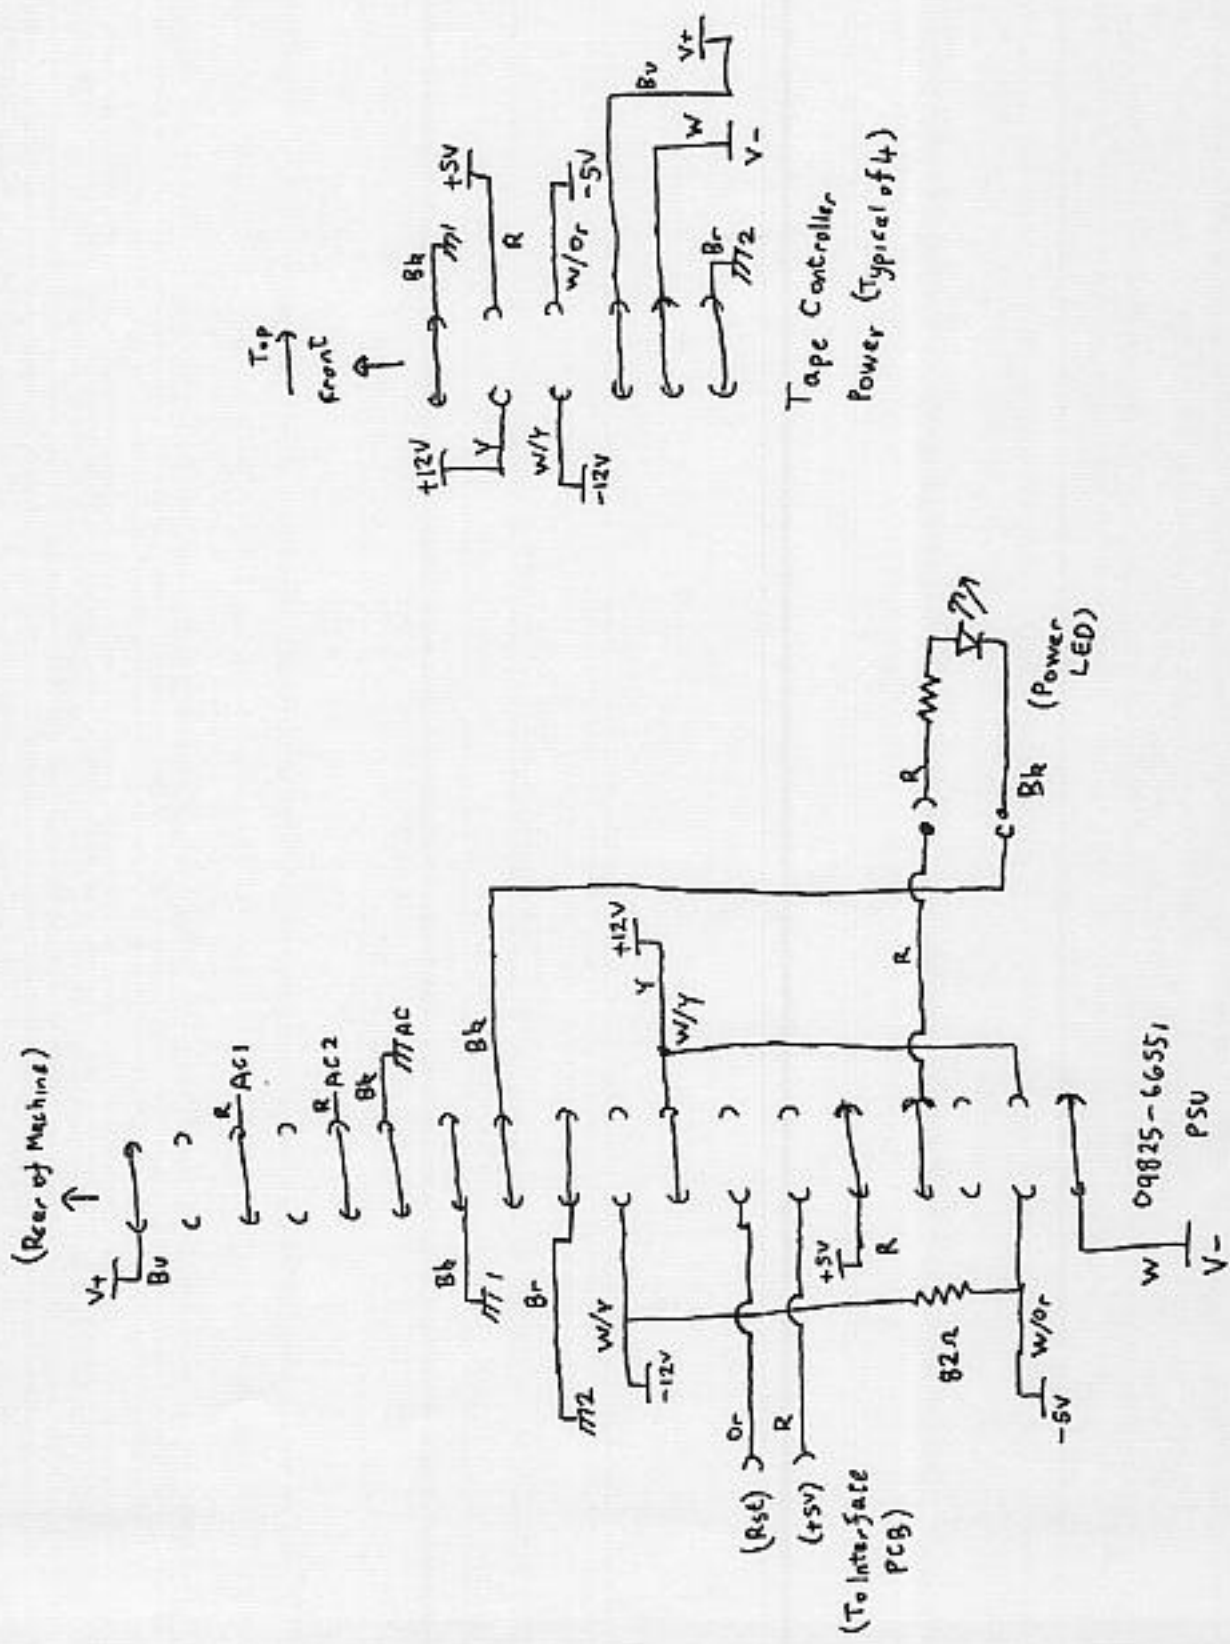 (Rear of Machine)
V+
Bu
R
AC1
R
AC2
Bk
AC
Bk
1
Bk
Br
2
W/Y
-12V
Y
+12V
W/Y
Or
(Rst)
R
(+5V)
(To Interface
PCB)
+5V
R
R
R
Bk
(Power
LED)
82Ω
W/Or
-5V
W
V-
09825-66551
PSU
Top
Front
Bk
1
+12V
Y
+5V
R
W/Y
-12V
W/Or
-5V
Bu
V+
W
V-
Br
2
Tape Controller
Power (Typical of 4)